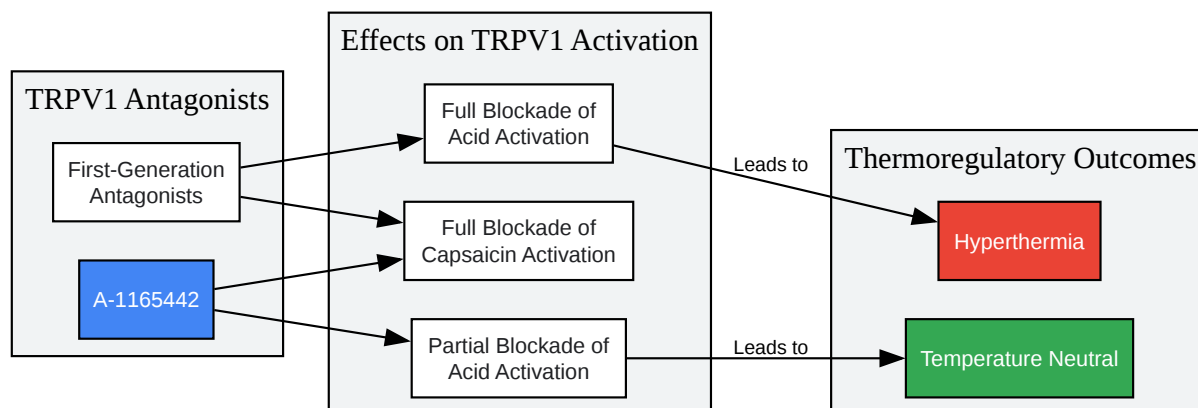 TRPV1 Antagonists
First-Generation
Antagonists
A-1165442
Effects on TRPV1 Activation
Full Blockade of
Acid Activation
Full Blockade of
Capsaicin Activation
Partial Blockade of
Acid Activation
Leads to
Leads to
Thermoregulatory Outcomes
Hyperthermia
Temperature Neutral